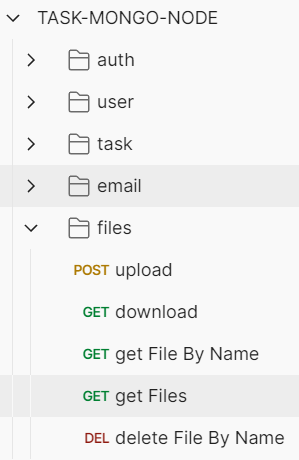 TASK-MONGO-NODE
auth
user
task
email
files
POST upload
GET download
GET get File By Name
GET get Files
DEL delete File By Name